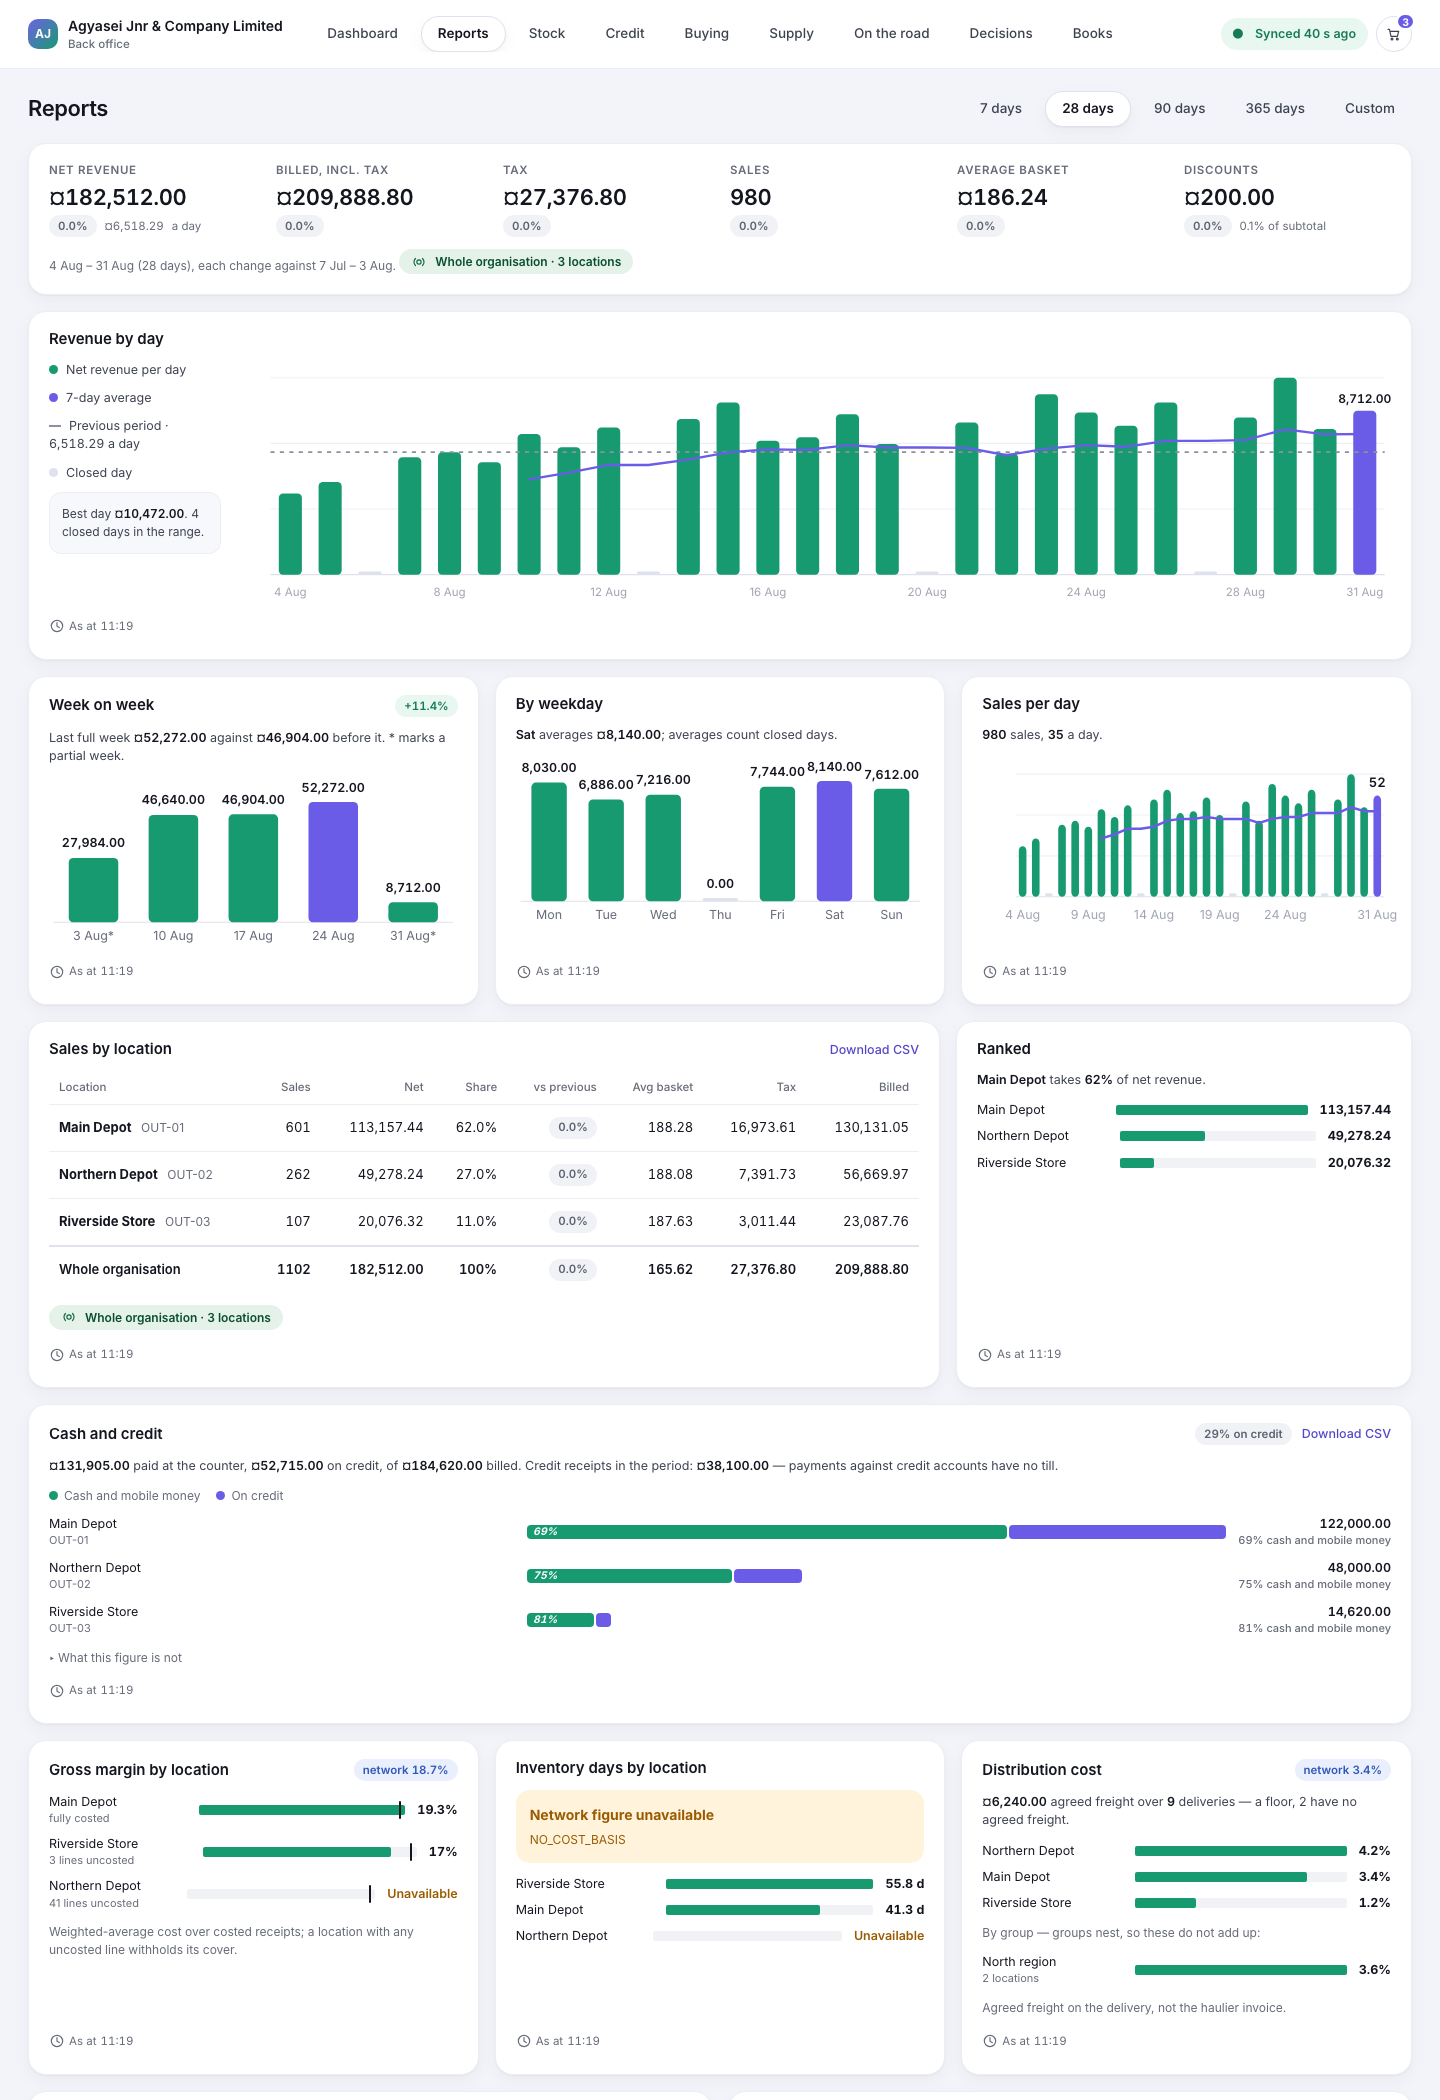 AJ
Agyasei Jnr & Company Limited
Back office
Dashboard Reports Stock Credit Buying Supply On the road Decisions Books
Synced 40 s ago
3
Reports
7 days 28 days 90 days 365 days Custom
NET REVENUE
¤182,512.00
0.0% ¤6,518.29 a day
BILLED, INCL. TAX
¤209,888.80
0.0%
TAX
¤27,376.80
0.0%
SALES
980
0.0%
AVERAGE BASKET
¤186.24
0.0%
DISCOUNTS
¤200.00
0.0% 0.1% of subtotal
4 Aug – 31 Aug (28 days), each change against 7 Jul – 3 Aug. Whole organisation · 3 locations
Revenue by day
Net revenue per day
7-day average
Previous period ·
6,518.29 a day
Closed day
Best day ¤10,472.00. 4
closed days in the range.
8,712.00
4 Aug 8 Aug 12 Aug 16 Aug 20 Aug 24 Aug 28 Aug 31 Aug
As at 11:19
Week on week
+11.4%
Last full week ¤52,272.00 against ¤46,904.00 before it. * marks a
partial week.
27,984.00 46,640.00 46,904.00 52,272.00 8,712.00
3 Aug* 10 Aug 17 Aug 24 Aug 31 Aug*
As at 11:19
By weekday
Sat averages ¤8,140.00; averages count closed days.
8,030.00 6,886.00 7,216.00 0.00 7,744.00 8,140.00 7,612.00
Mon Tue Wed Thu Fri Sat Sun
As at 11:19
Sales per day
980 sales, 35 a day.
52
4 Aug 9 Aug 14 Aug 19 Aug 24 Aug 31 Aug
As at 11:19
Sales by location
Download CSV
Location Sales Net Share vs previous Avg basket Tax Billed
Main Depot OUT-01 601 113,157.44 62.0% 0.0% 188.28 16,973.61 130,131.05
Northern Depot OUT-02 262 49,278.24 27.0% 0.0% 188.08 7,391.73 56,669.97
Riverside Store OUT-03 107 20,076.32 11.0% 0.0% 187.63 3,011.44 23,087.76
Whole organisation 1102 182,512.00 100% 0.0% 165.62 27,376.80 209,888.80
Whole organisation · 3 locations
As at 11:19
Ranked
Main Depot takes 62% of net revenue.
Main Depot 113,157.44
Northern Depot 49,278.24
Riverside Store 20,076.32
As at 11:19
Cash and credit
29% on credit Download CSV
¤131,905.00 paid at the counter, ¤52,715.00 on credit, of ¤184,620.00 billed. Credit receipts in the period: ¤38,100.00 — payments against credit accounts have no till.
Cash and mobile money On credit
Main Depot
OUT-01
69%
122,000.00
69% cash and mobile money
Northern Depot
OUT-02
75%
48,000.00
75% cash and mobile money
Riverside Store
OUT-03
81%
14,620.00
81% cash and mobile money
What this figure is not
As at 11:19
Gross margin by location
network 18.7%
Main Depot
fully costed
19.3%
Riverside Store
3 lines uncosted
17%
Northern Depot
41 lines uncosted
Unavailable
Weighted-average cost over costed receipts; a location with any
uncosted line withholds its cover.
As at 11:19
Inventory days by location
Network figure unavailable
NO_COST_BASIS
Riverside Store 55.8 d
Main Depot 41.3 d
Northern Depot Unavailable
As at 11:19
Distribution cost
network 3.4%
¤6,240.00 agreed freight over 9 deliveries — a floor, 2 have no
agreed freight.
Northern Depot 4.2%
Main Depot 3.4%
Riverside Store 1.2%
By group — groups nest, so these do not add up:
North region
2 locations
3.6%
Agreed freight on the delivery, not the haulier invoice.
As at 11:19